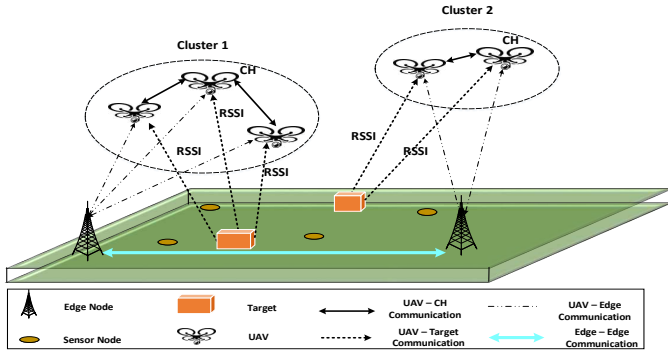 Cluster 2
Cluster 1
CH
CH
RSSI
RSSI
RSSI
RSSI
RSSI
Edge Node
Target
UAV – CH
Communication
UAV – Edge
Communication
Sensor Node
UAV
UAV – Target
Communication
Edge – Edge
Communication